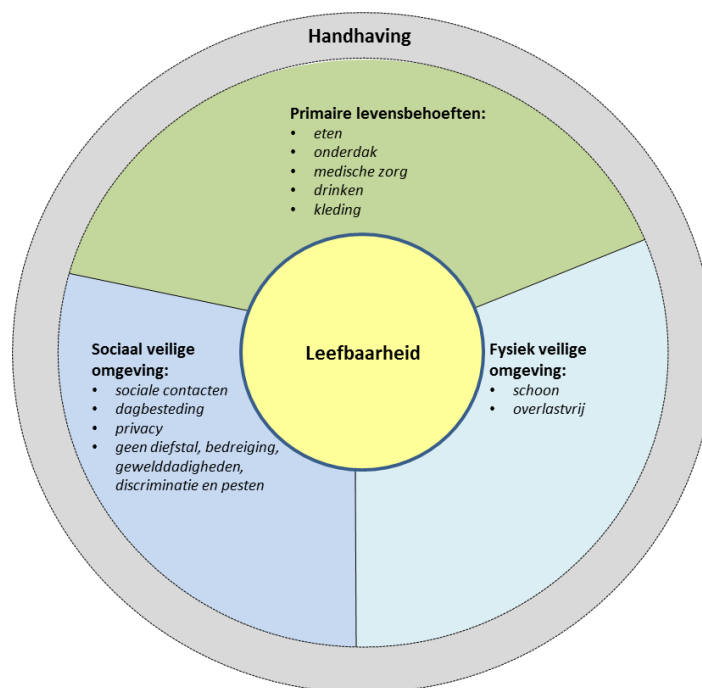 Handhaving
Primaire levensbehoeften:
• eten
• onderdak
• medische zorg
• drinken
• kleding
Leefbaarheid
Sociaal veilige
omgeving:
• sociale contacten
• dagbesteding
• privacy
• geen diefstal, bedreiging,
gewelddadigheden,
discriminatie en pesten
Fysiek veilige
omgeving:
• schoon
• overlastvrij